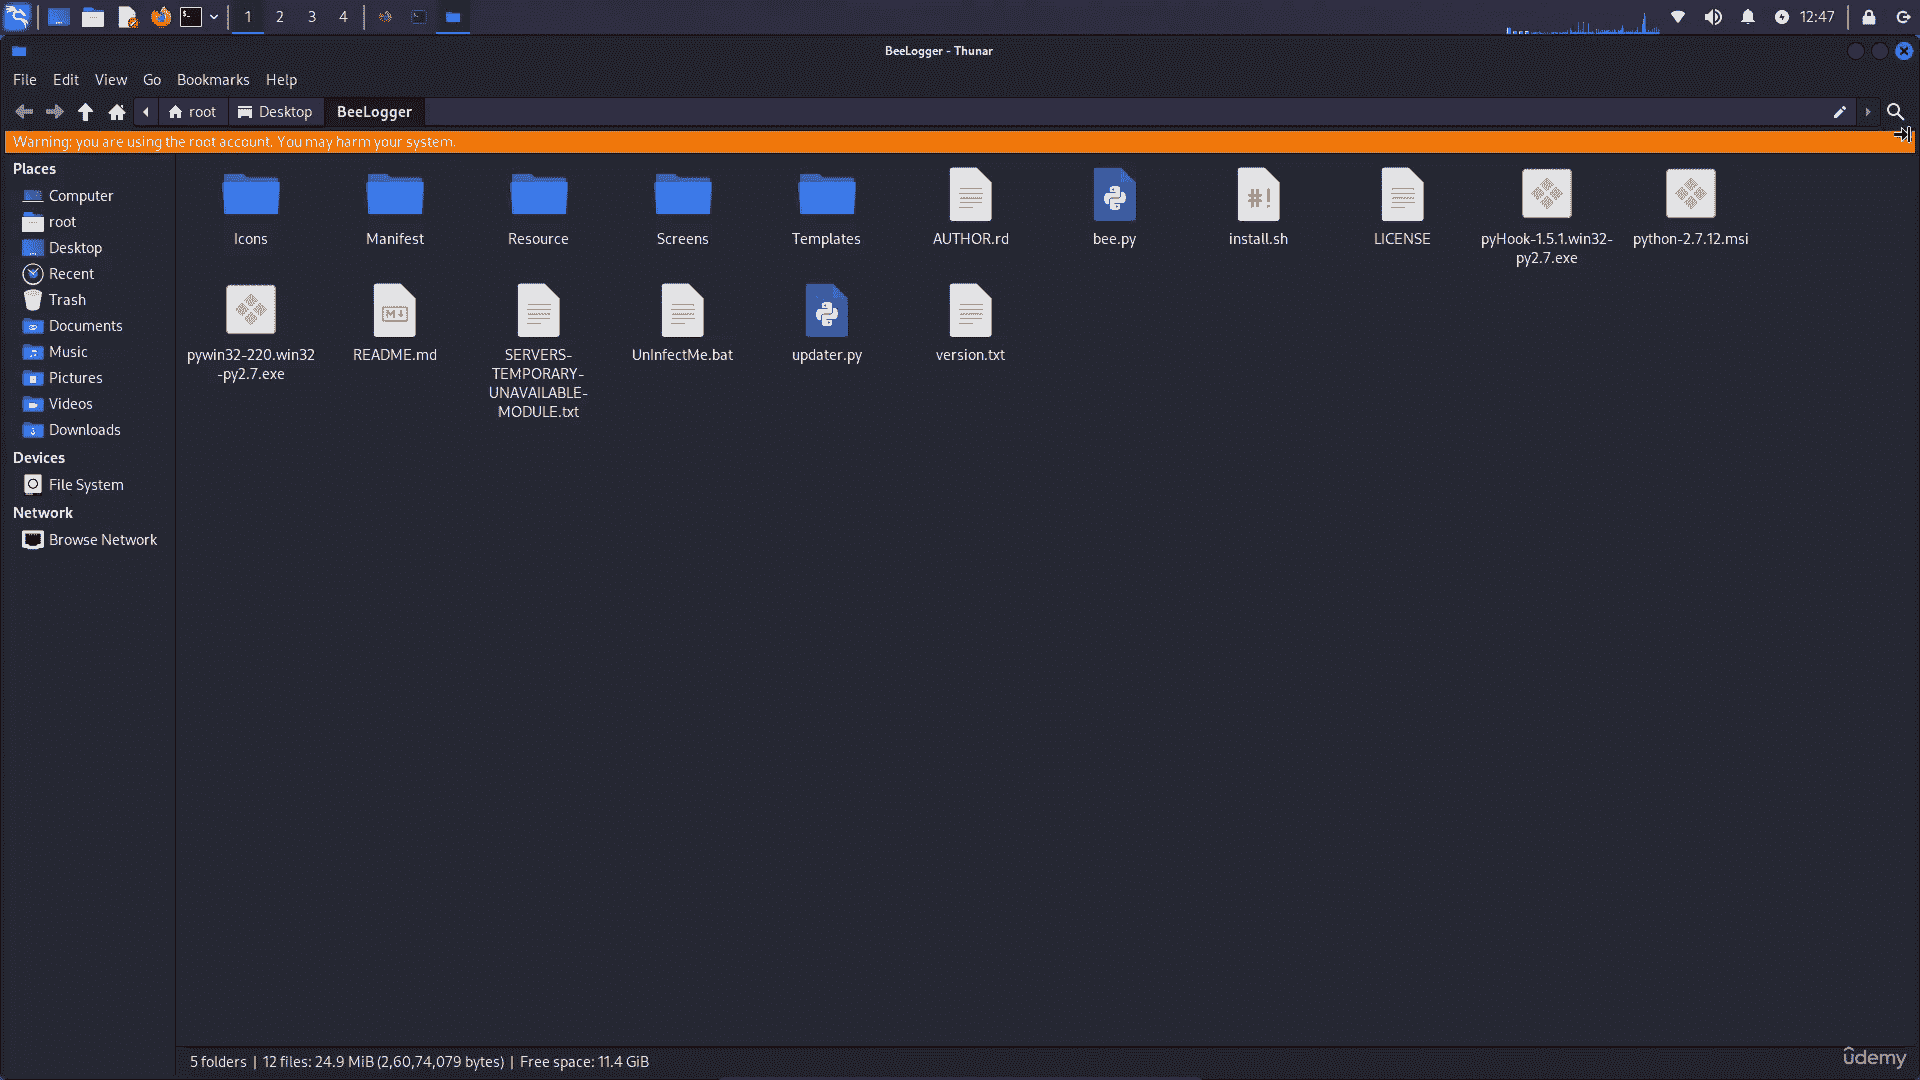 1 2 3 4
12:47
BeeLogger - Thunar
File Edit View Go Bookmarks Help
root Desktop BeeLogger
Warning: you are using the root account. You may harm your system.
Places
Computer
root
Desktop
Recent
Trash
Documents
Music
Pictures
Videos
Downloads
Devices
File System
Network
Browse Network
Icons
Manifest
Resource
Screens
Templates
AUTHOR.rd
bee.py
#!
install.sh
LICENSE
pyHook-1.5.1.win32-
py2.7.exe
python-2.7.12.msi
pywin32-220.win32
-py2.7.exe
M↓
README.md
SERVERS-
TEMPORARY-
UNAVAILABLE-
MODULE.txt
UnInfectMe.bat
updater.py
version.txt
5 folders | 12 files: 24.9 MiB (2,60,74,079 bytes) | Free space: 11.4 GiB
ûdemy